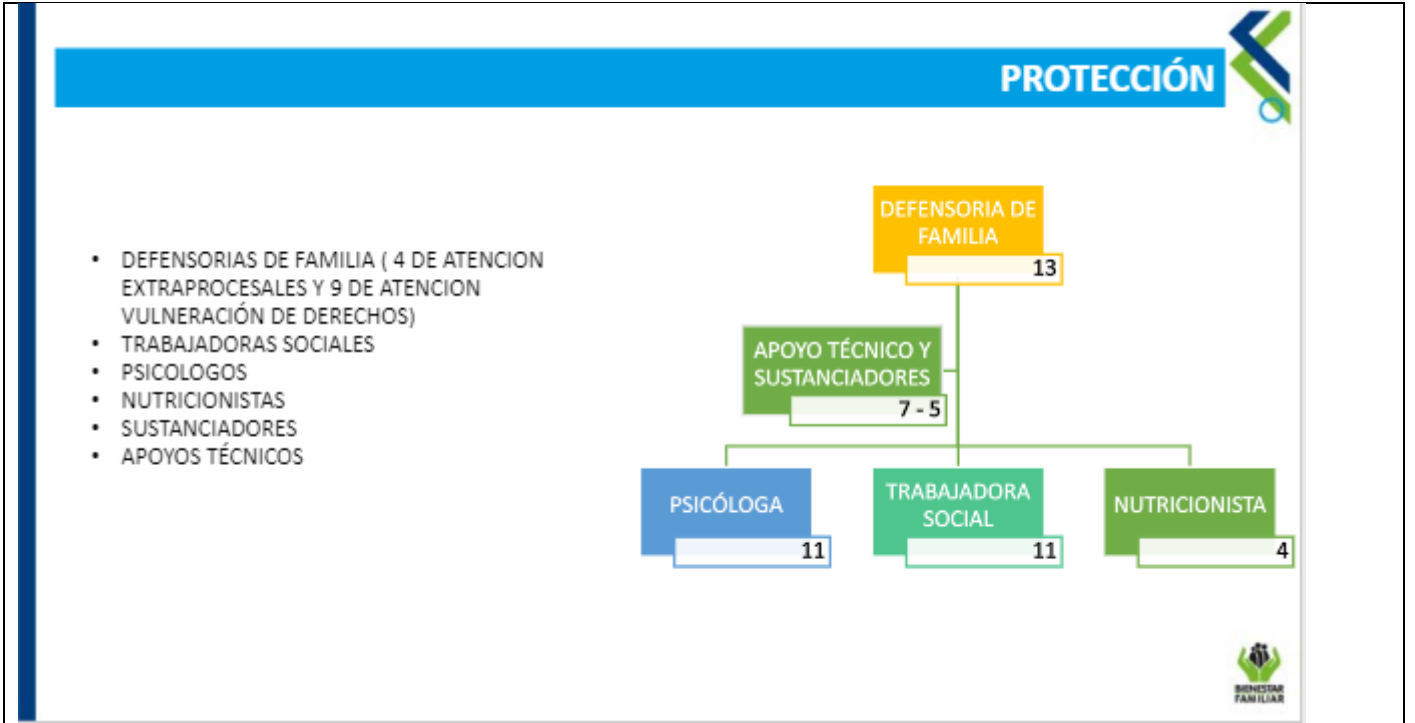 PROTECCIÓN
• DEFENSORIAS DE FAMILIA ( 4 DE ATENCION
EXTRAPROCESALES Y 9 DE ATENCION
VULNERACIÓN DE DERECHOS)
• TRABAJADORAS SOCIALES
• PSICOLOGOS
• NUTRICIONISTAS
• SUSTANCIADORES
• APOYOS TÉCNICOS
DEFENSORIA DE
FAMILIA
13
APOYO TÉCNICO Y
SUSTANCIADORES
7 - 5
PSICÓLOGA
11
TRABAJADORA
SOCIAL
11
NUTRICIONISTA
4
BIENESTAR
FAMILIAR